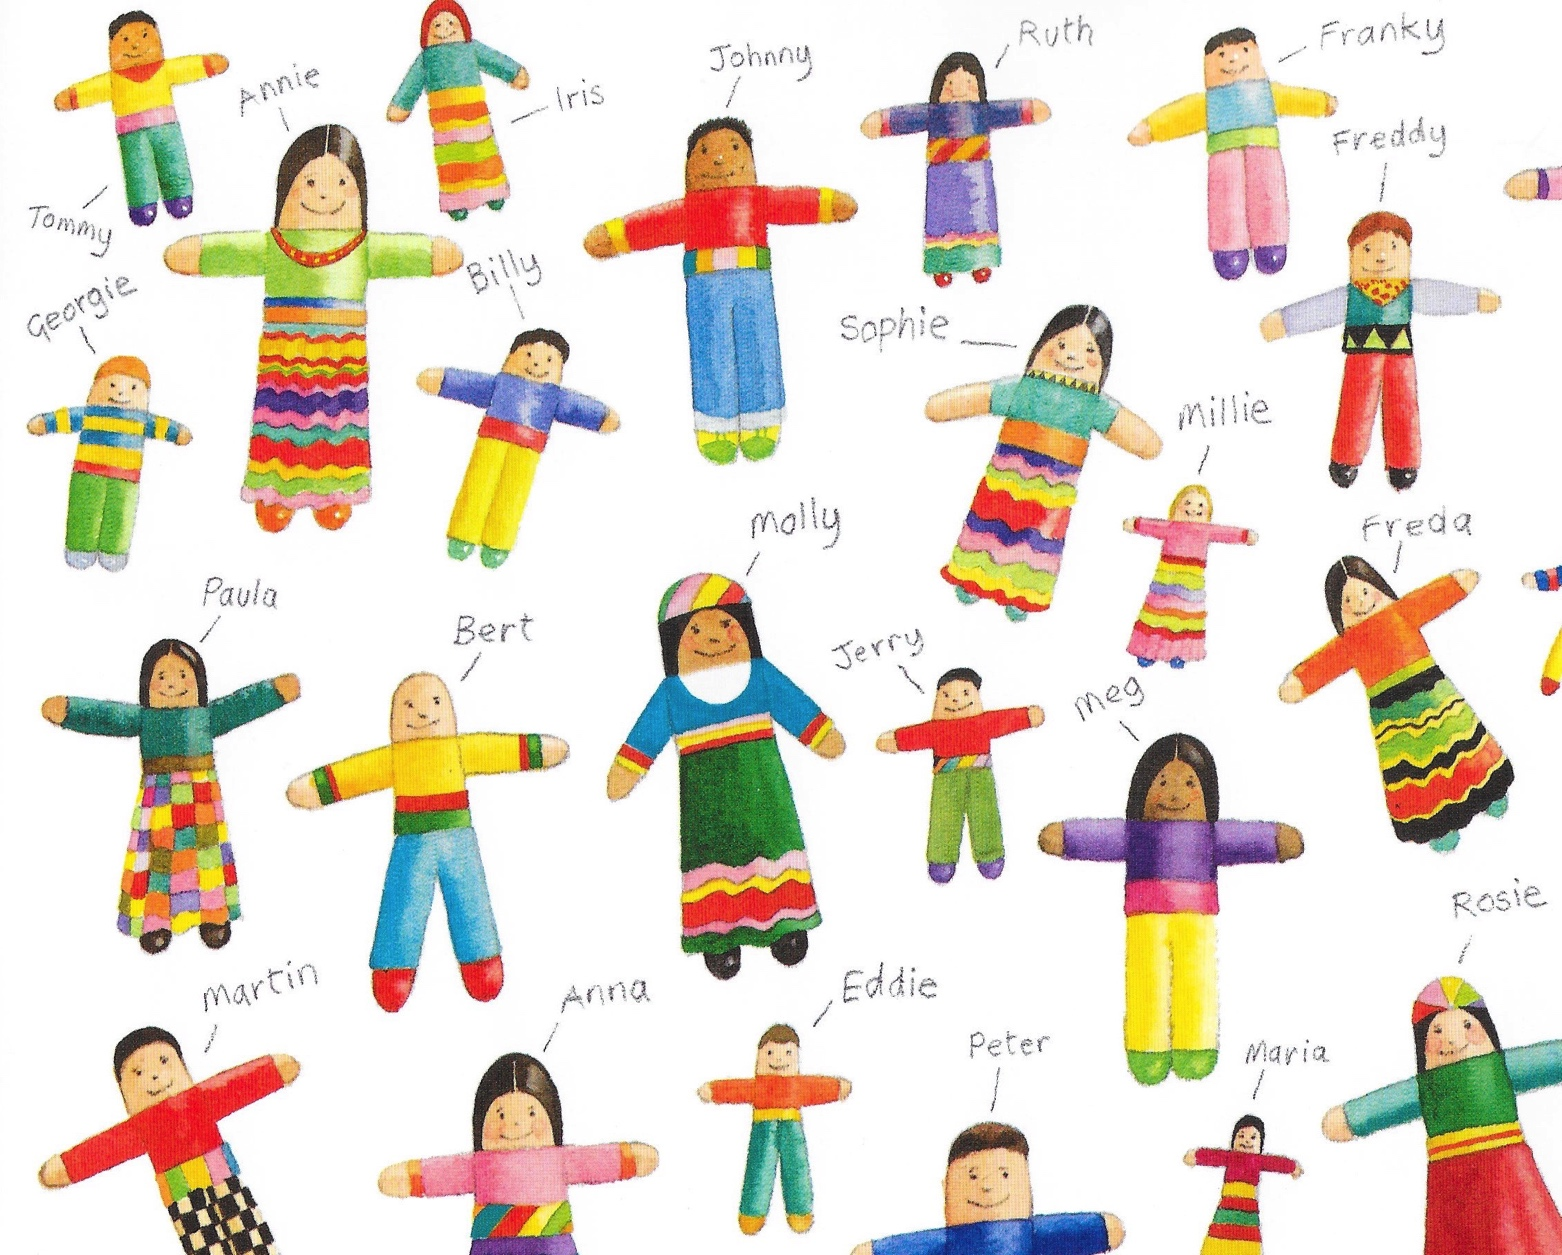 Johnny
Ruth
Franky
Annie
Iris
Freddy
Tommy
Billy
Georgie
Sophie
Millie
Molly
Freda
Paula
Bert
Jerry
Meg
Rosie
Martin
Anna
Eddie
Peter
Maria